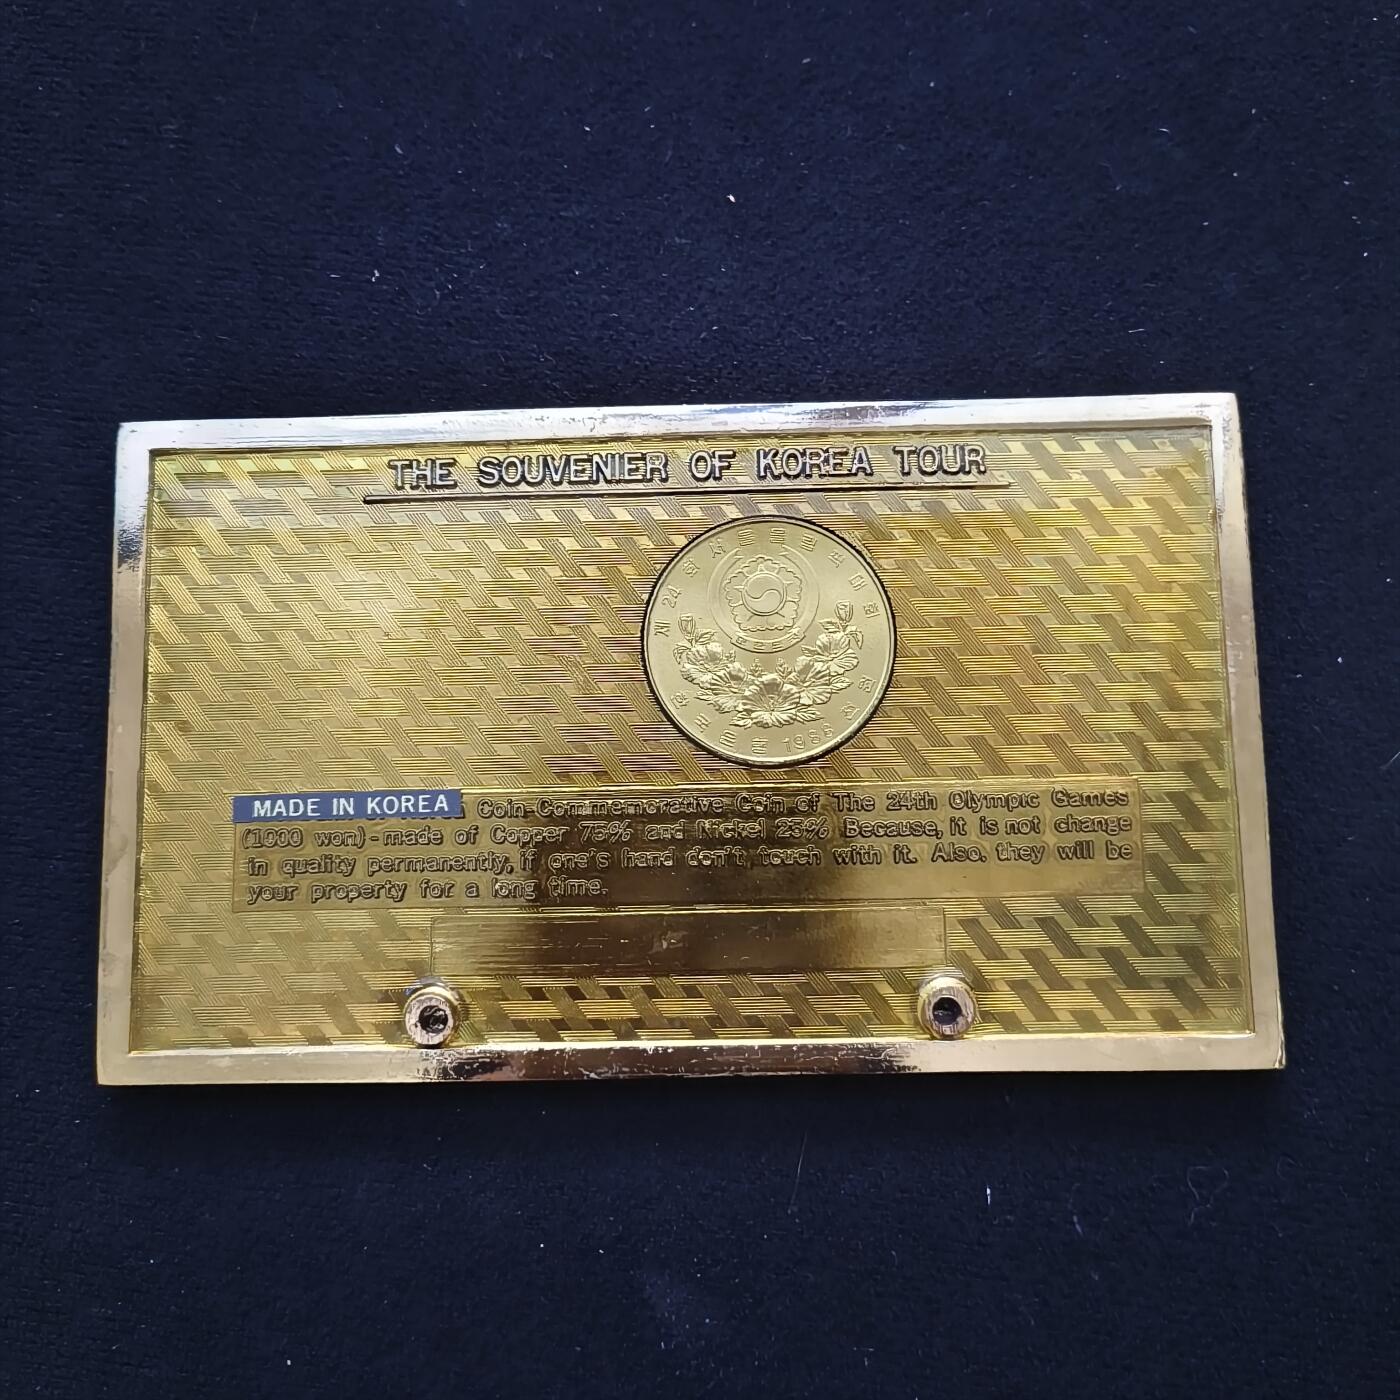 THE SOUVENIER OF KOREA TOUR
제 24 회 서울올림픽대회
한국은행 1988
MADE IN KOREA
Coin-Commemorative Coin of The 24th Olympic Games
(1000 won)-made of Copper 75% and Nickel 25% Because, it is not change
in quality permanently, if one's hand don't touch with it. Also, they will be
your property for a long time.